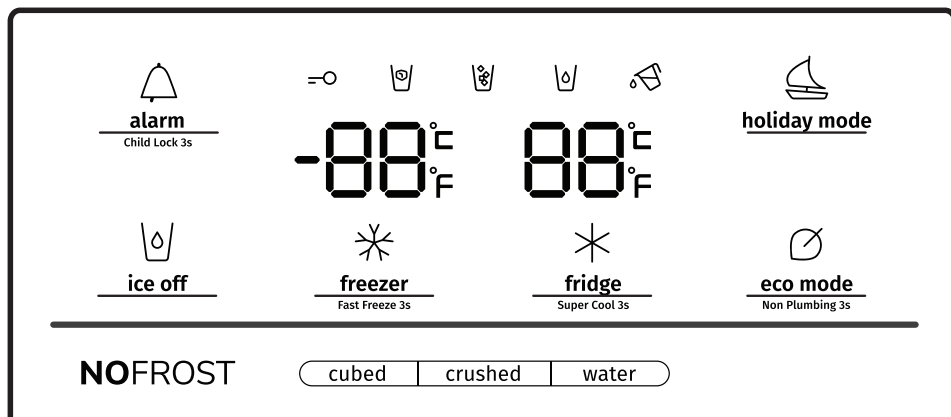 alarm
Child Lock 3s
-88°C
°F
88°C
°F
holiday mode
ice off
freezer
Fast Freeze 3s
fridge
Super Cool 3s
eco mode
Non Plumbing 3s
NOFROST
cubed
crushed
water